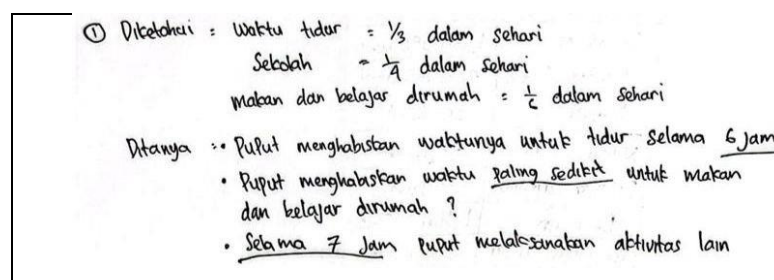 ① Diketahui : Waktu tidur = 1/3 dalam sehari
Sekolah = 1/4 dalam sehari
makan dan belajar dirumah = 1/6 dalam sehari
Ditanya :• Puput menghabiskan waktunya untuk tidur selama 6 Jam
• Puput menghabiskan waktu paling sedikit untuk makan
dan belajar dirumah ?
• Selama 7 Jam puput melaksanakan aktivitas lain